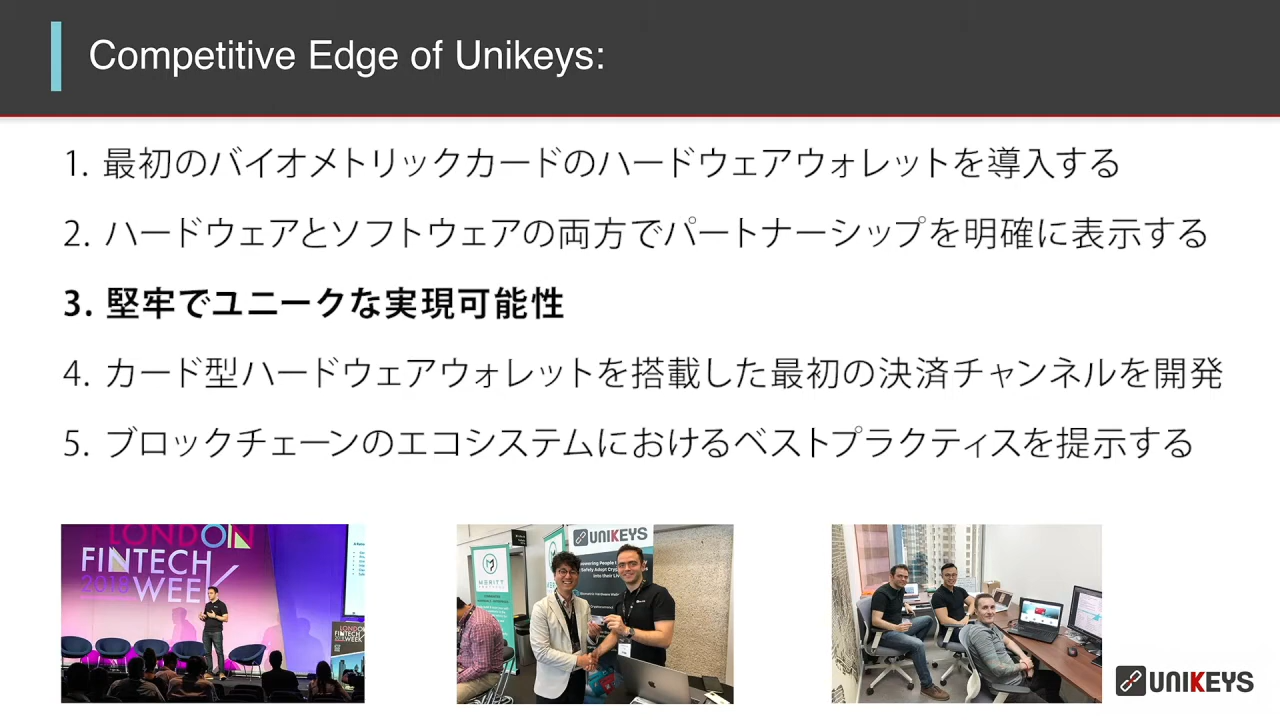 Competitive Edge of Unikeys:
1. 最初のバイオメトリックカードのハードウェアウォレットを導入する
2. ハードウェアとソフトウェアの両方でパートナーシップを明確に表示する
3. 堅牢でユニークな実現可能性
4. カード型ハードウェアウォレットを搭載した最初の決済チャンネルを開発
5. ブロックチェーンのエコシステムにおけるベストプラクティスを提示する
LONDON
FINTECH
2018 WEEK
LONDON
FINTECH
WEEK
UNIKEYS
MERITT
UNIKEYS